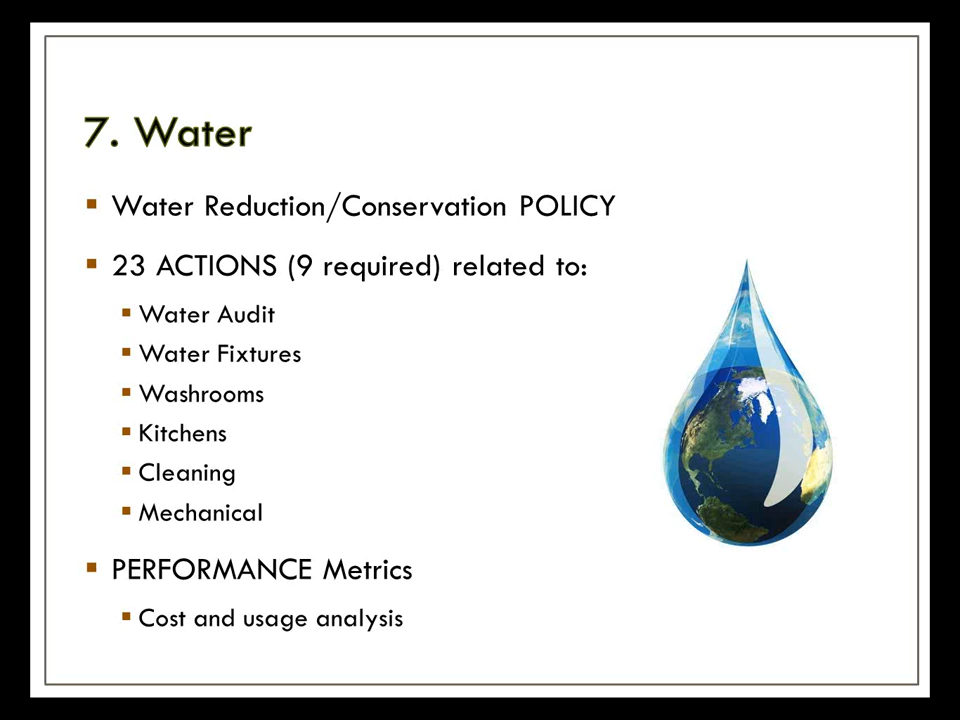 7. Water
Water Reduction/Conservation POLICY
23 ACTIONS (9 required) related to:
Water Audit
Water Fixtures
Washrooms
Kitchens
Cleaning
Mechanical
PERFORMANCE Metrics
Cost and usage analysis